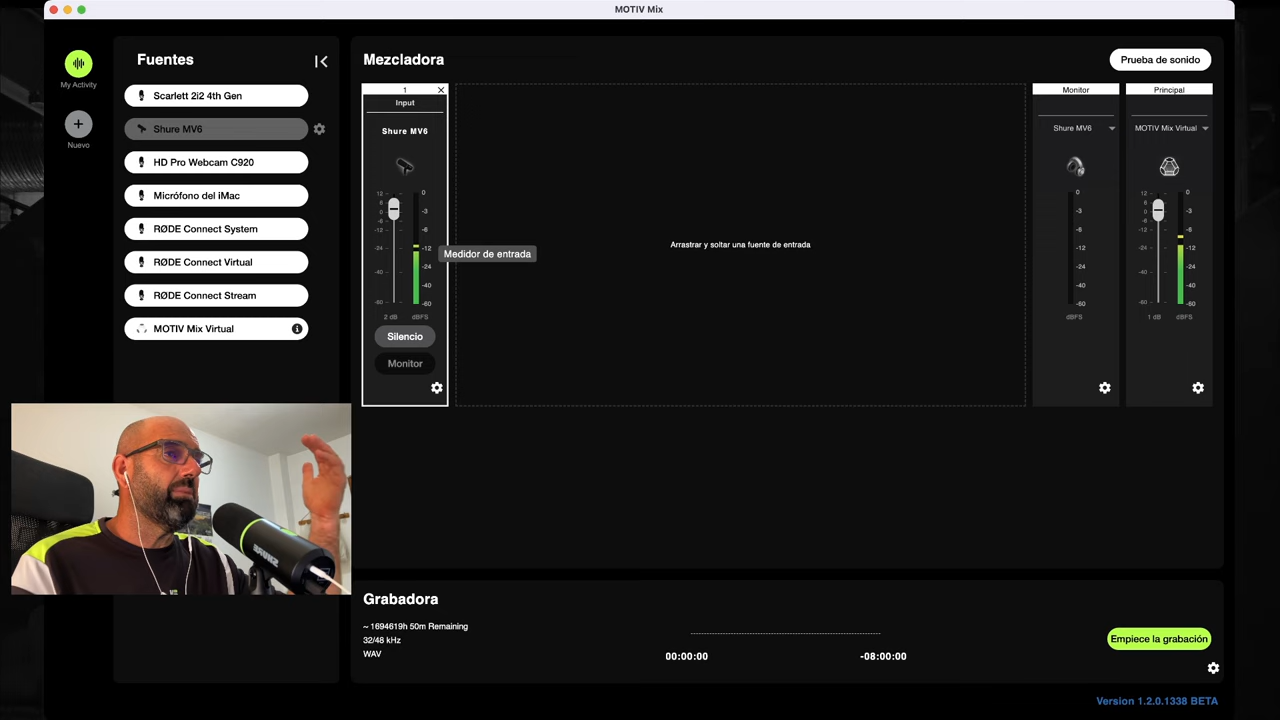 MOTIV Mix
My Activity
Nuevo
Fuentes
Scarlett 2i2 4th Gen
Shure MV6
HD Pro Webcam C920
Micrófono del iMac
RØDE Connect System
RØDE Connect Virtual
RØDE Connect Stream
MOTIV Mix Virtual
Mezcladora
Prueba de sonido
1
Input
Shure MV6
12
6
0
-6
-12
-24
-40
-60
0
-3
-6
-12
-24
-40
-60
2 dB
dBFS
Silencio
Monitor
Medidor de entrada
Arrastrar y soltar una fuente de entrada
Monitor
Shure MV6
0
-3
-6
-12
-24
-40
-60
dBFS
Principal
MOTIV Mix Virtual
12
6
0
-6
-12
-24
-40
-60
0
-3
-6
-12
-24
-40
-60
1 dB
dBFS
SHURE
Grabadora
~ 1694619h 50m Remaining
32/48 kHz
WAV
00:00:00
-08:00:00
Empiece la grabación
Version 1.2.0.1338 BETA